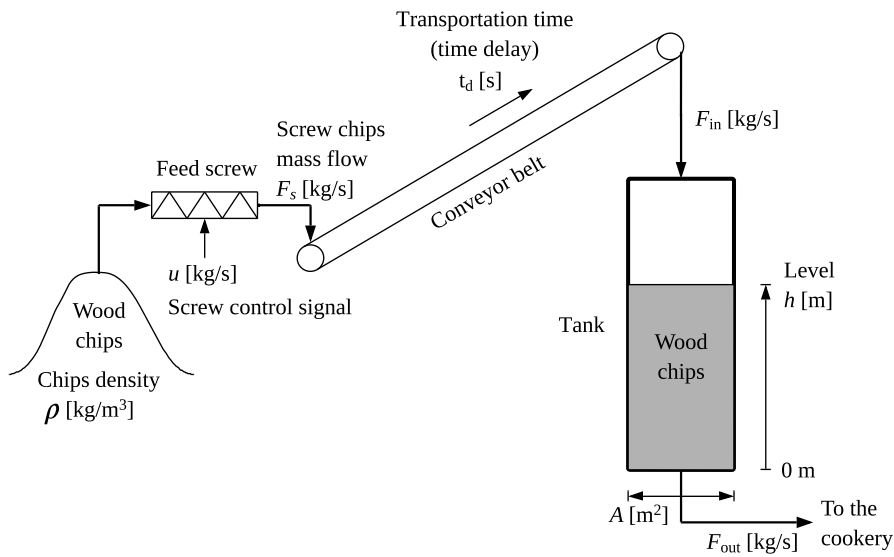 Transportation time
(time delay)
t_d [s]
F_in [kg/s]
Screw chips
mass flow
F_s [kg/s]
Feed screw
Conveyor belt
u [kg/s]
Screw control signal
Level
h [m]
Wood
chips
Tank
Wood
chips
Chips density
ρ [kg/m³]
0 m
A [m²]
To the
cookery
F_out [kg/s]